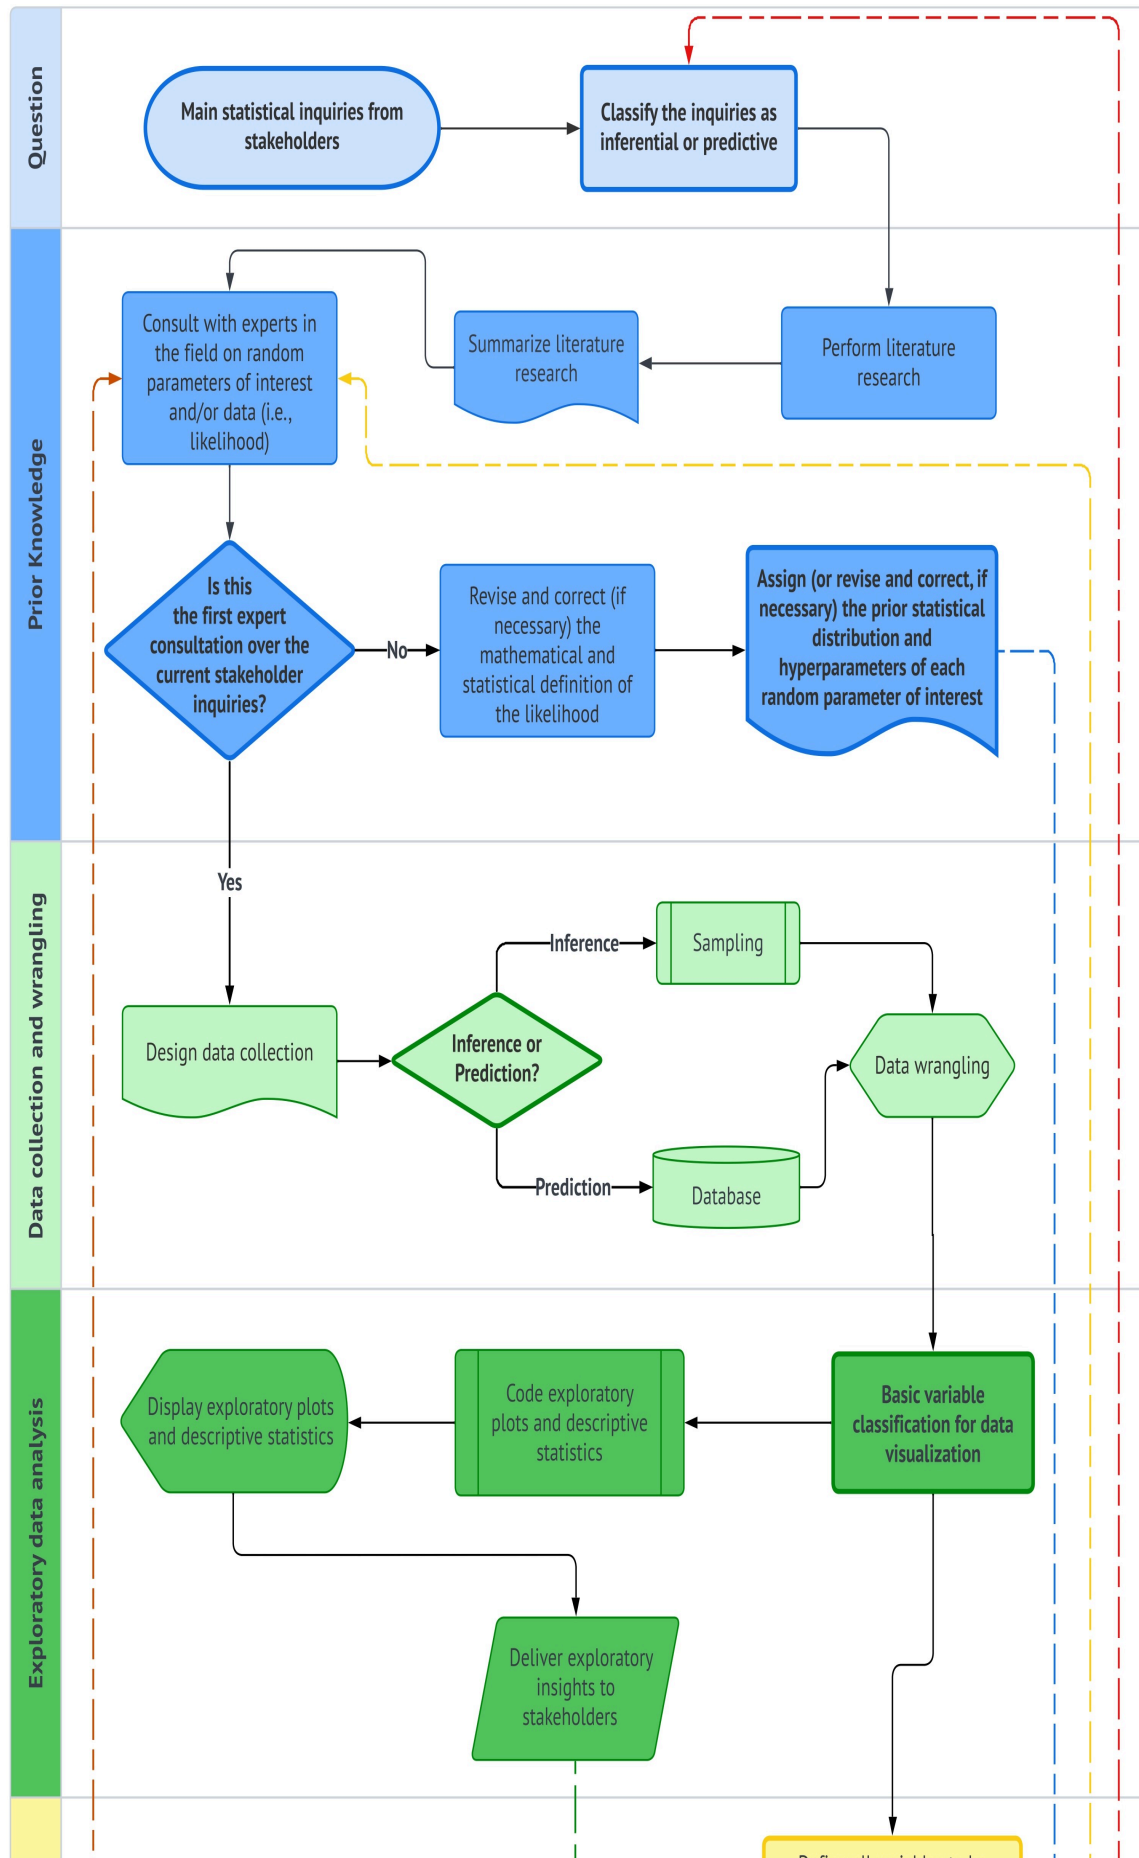 Question
Main statistical inquiries from
stakeholders
Classify the inquiries as
inferential or predictive
Prior Knowledge
Consult with experts in
the field on random
parameters of interest
and/or data (i.e.,
likelihood)
Summarize literature
research
Perform literature
research
Is this
the first expert
consultation over the
current stakeholder
inquiries?
No
Revise and correct (if
necessary) the
mathematical and
statistical definition of
the likelihood
Assign (or revise and correct, if
necessary) the prior statistical
distribution and
hyperparameters of each
random parameter of interest
Yes
Data collection and wrangling
Design data collection
Inference or
Prediction?
Inference
Sampling
Data wrangling
Prediction
Database
Exploratory data analysis
Display exploratory plots
and descriptive statistics
Code exploratory
plots and descriptive
statistics
Basic variable
classification for data
visualization
Deliver exploratory
insights to
stakeholders